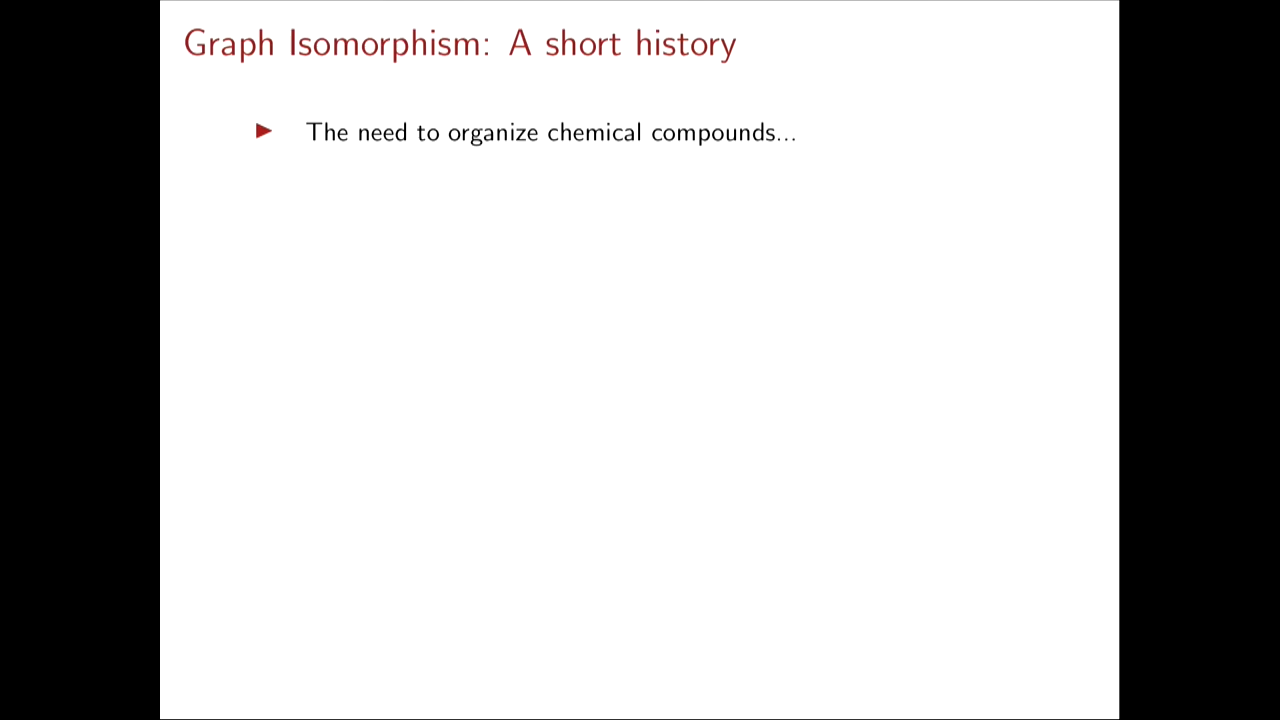 Graph Isomorphism: A short history
The need to organize chemical compounds...